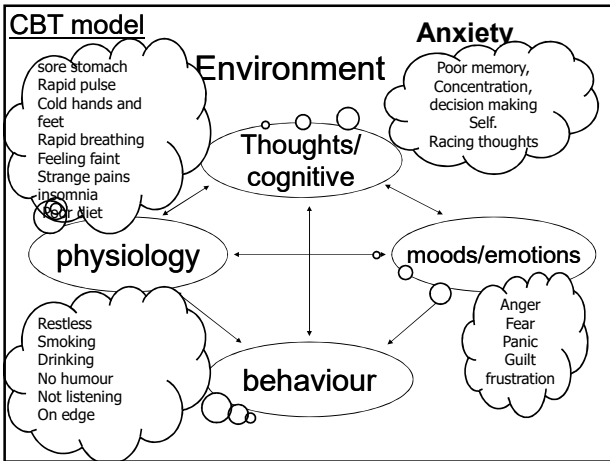 CBT model
Anxiety
Environment
sore stomach
Rapid pulse
Cold hands and
feet
Rapid breathing
Feeling faint
Strange pains
insomnia
Poor diet
Poor memory,
Concentration,
decision making
Self.
Racing thoughts
Thoughts/
cognitive
physiology
moods/emotions
Restless
Smoking
Drinking
No humour
Not listening
On edge
Anger
Fear
Panic
Guilt
frustration
behaviour